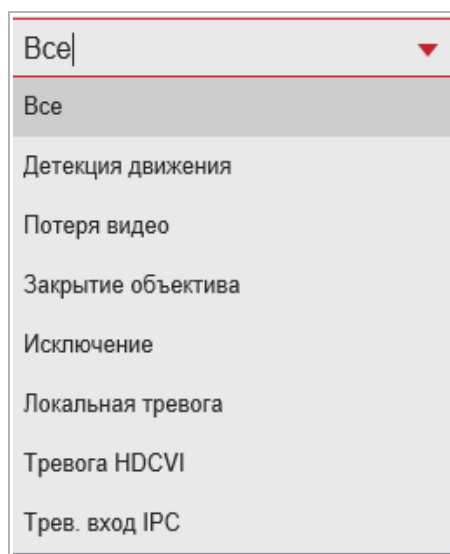 Все
Все
Детекция движения
Потеря видео
Закрытие объектива
Исключение
Локальная тревога
Тревога HDCVI
Трев. вход IPC